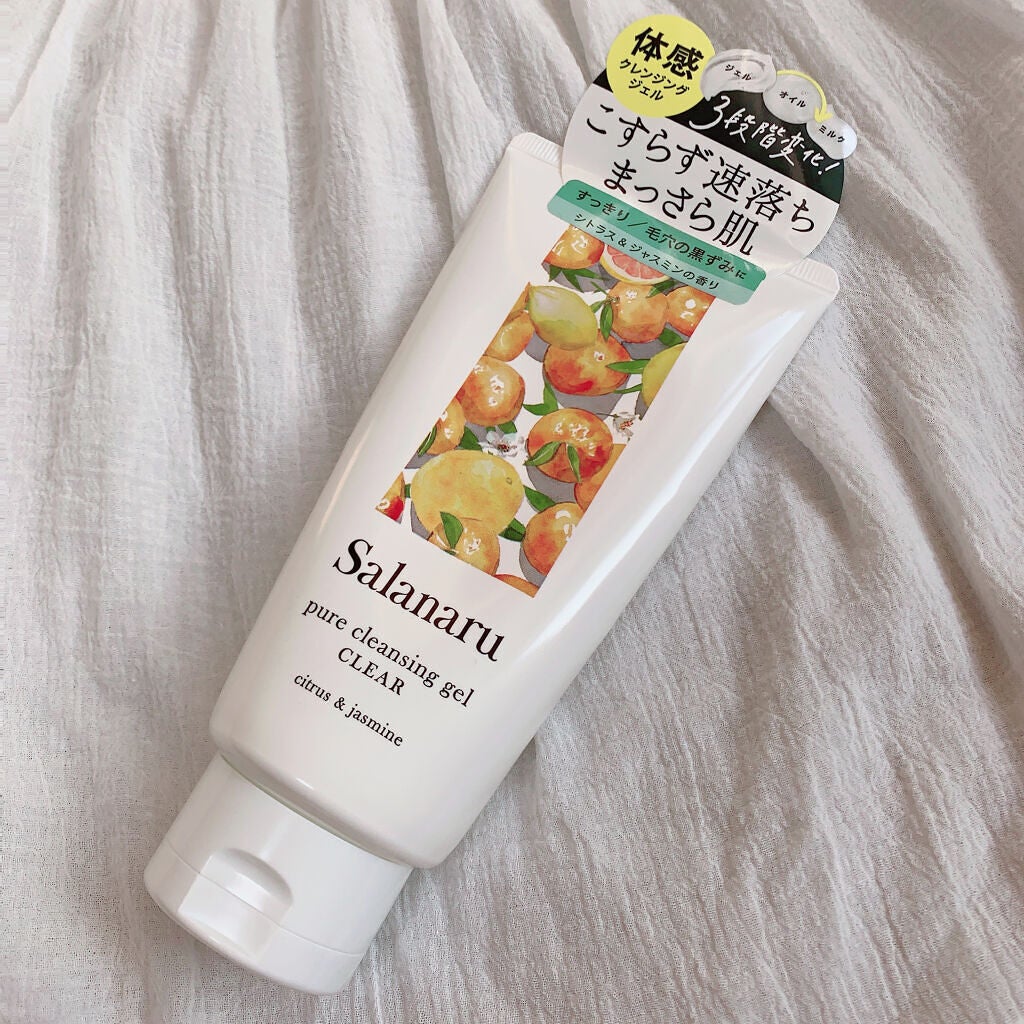 体感
クレンジング
ジェル
ジェル
オイル
ミルク
3段階変化!
こすらず速落ち
まっさら肌
すっきり/毛穴の黒ずみに
シトラス&ジャスミンの香り
Salanaru
pure cleansing gel
CLEAR
citrus & jasmine